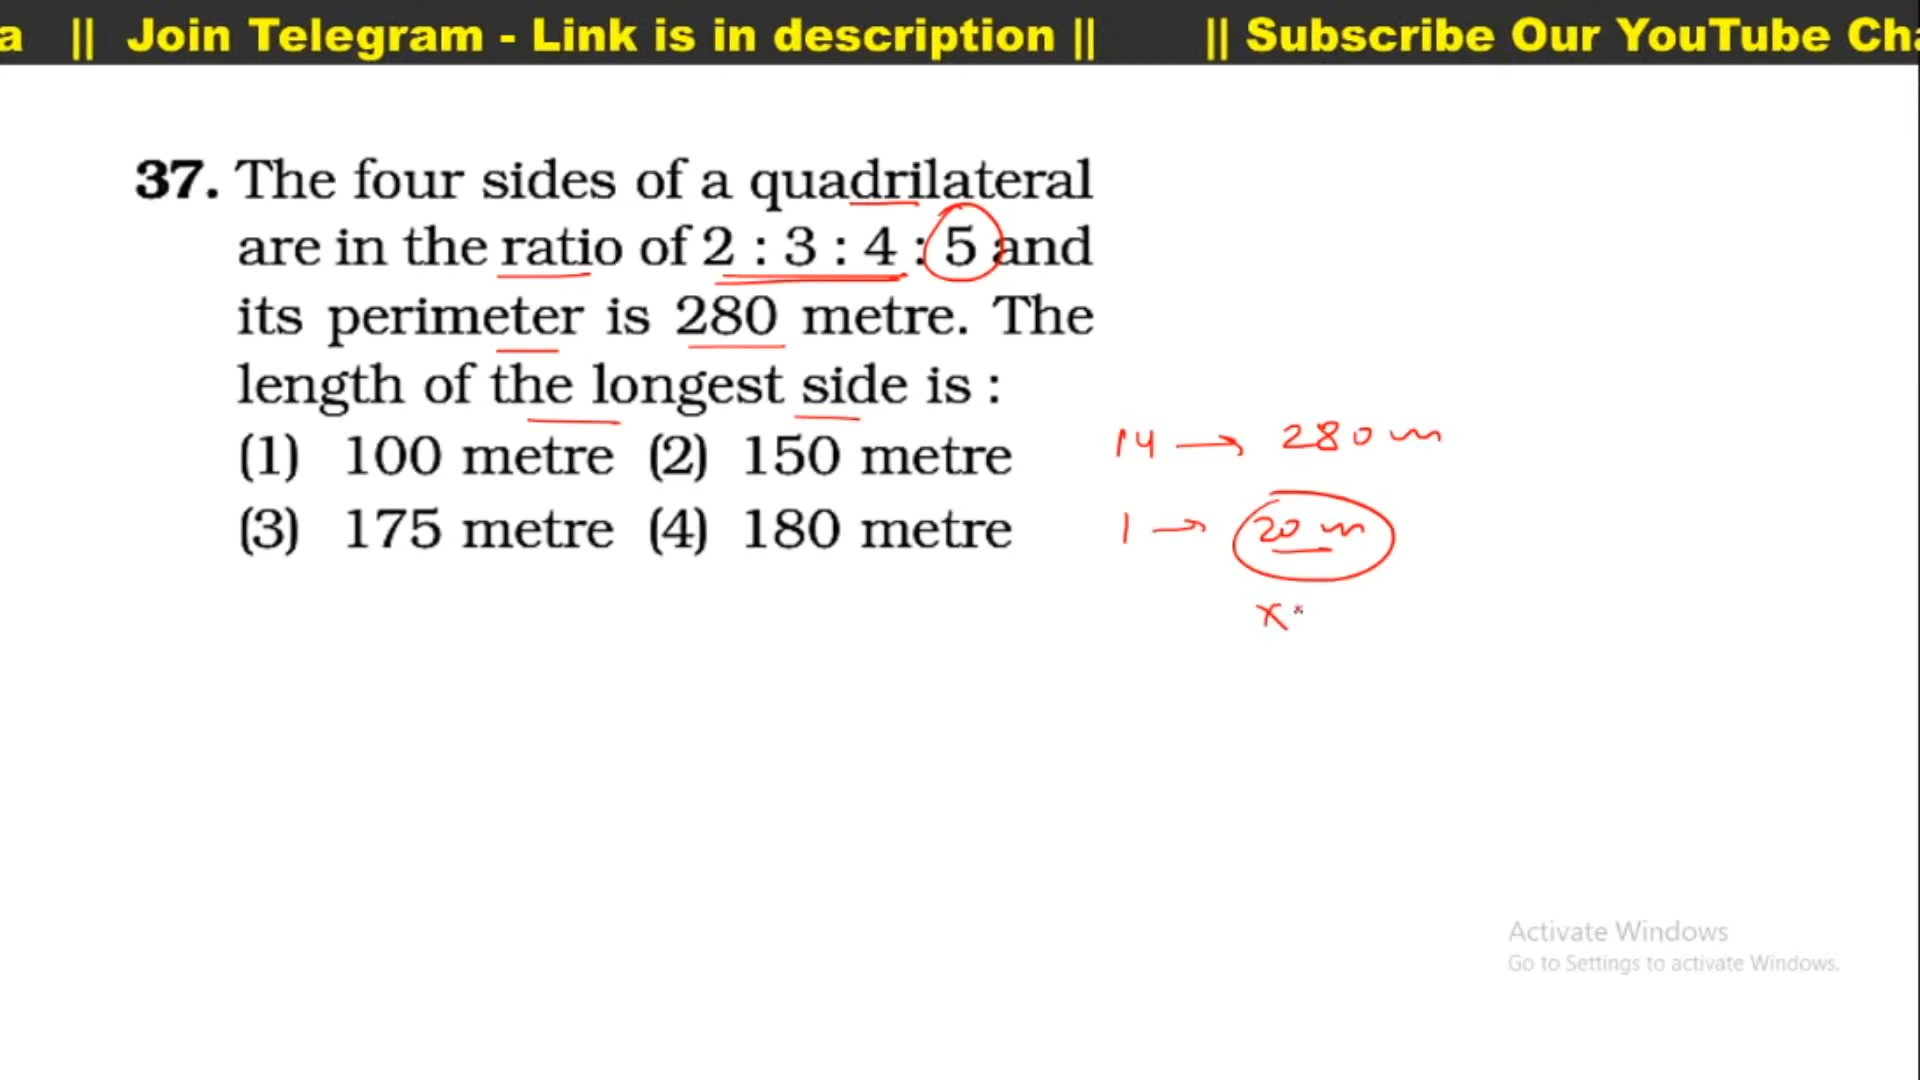 a || Join Telegram - Link is in description || || Subscribe Our YouTube Cha
37. The four sides of a quadrilateral
are in the ratio of 2 : 3 : 4 : 5 and
its perimeter is 280 metre. The
length of the longest side is :
(1) 100 metre (2) 150 metre
(3) 175 metre (4) 180 metre
14 → 280 m
1 → 20 m
x
Activate Windows
Go to Settings to activate Windows.